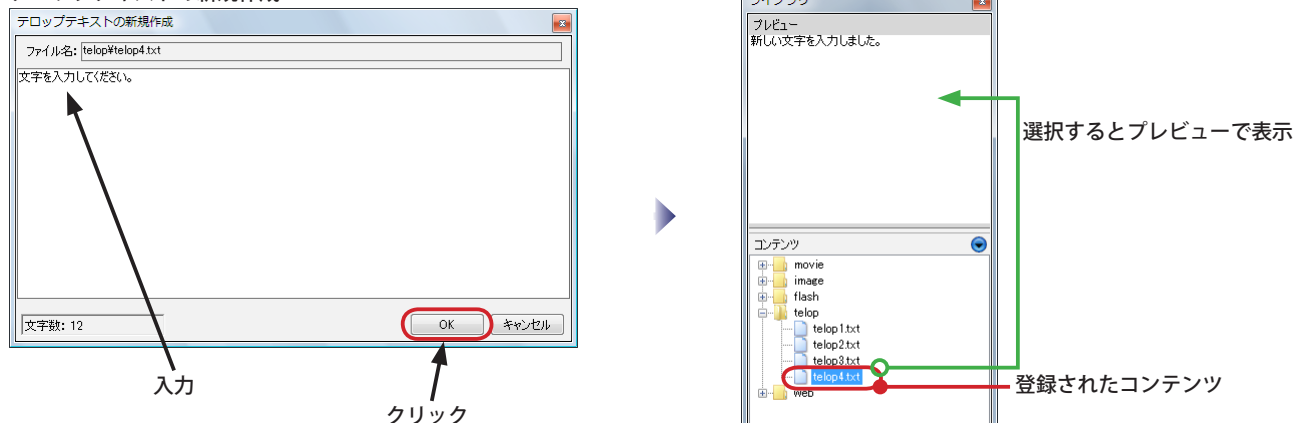 テロップテキストの新規作成
ファイル名: telop¥telop4.txt
文字を入力してください。
文字数: 12
OK
キャンセル
入力
クリック
プレビュー
新しい文字を入力しました。
選択するとプレビューで表示
コンテンツ
movie
image
flash
telop
telop1.txt
telop2.txt
telop3.txt
telop4.txt
web
登録されたコンテンツ